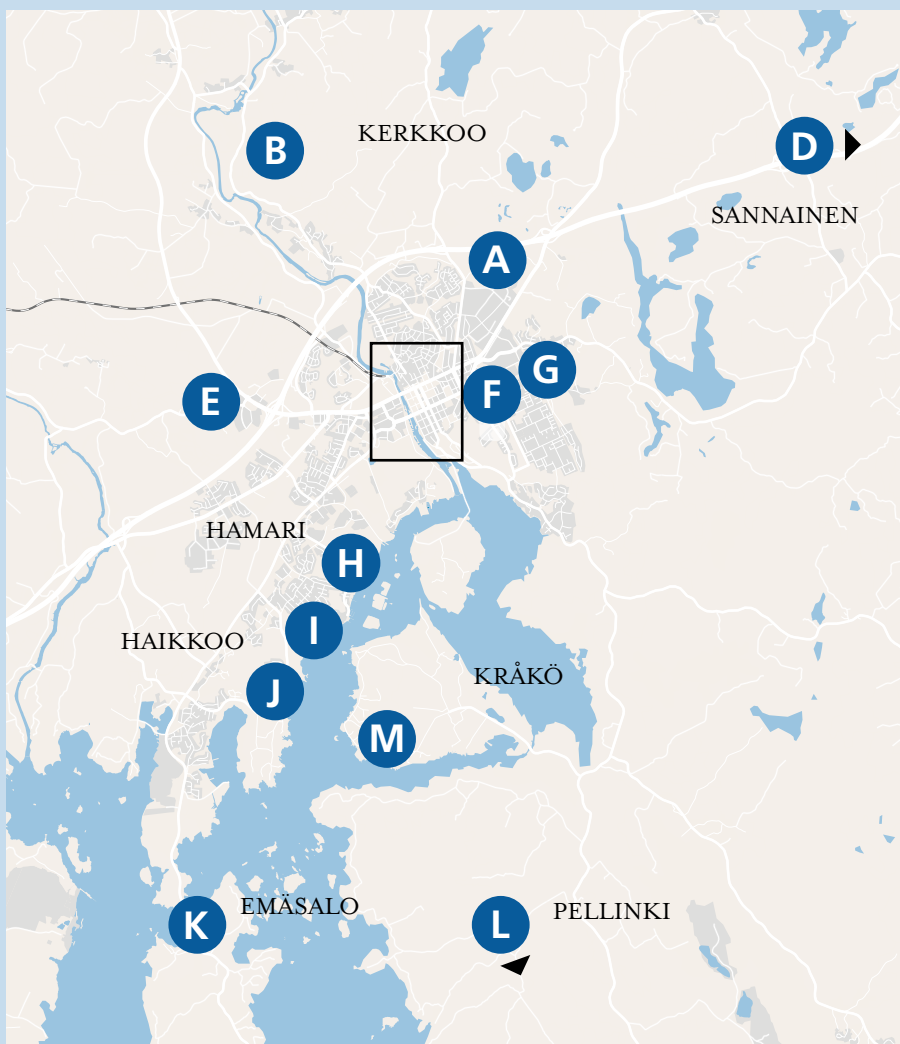 B
KERKKOO
D
SANNAINEN
A
G
E
F
HAMARI
H
I
HAIKKOO
KRÅKÖ
J
M
EMÄSALO
K
L
PELLINKI